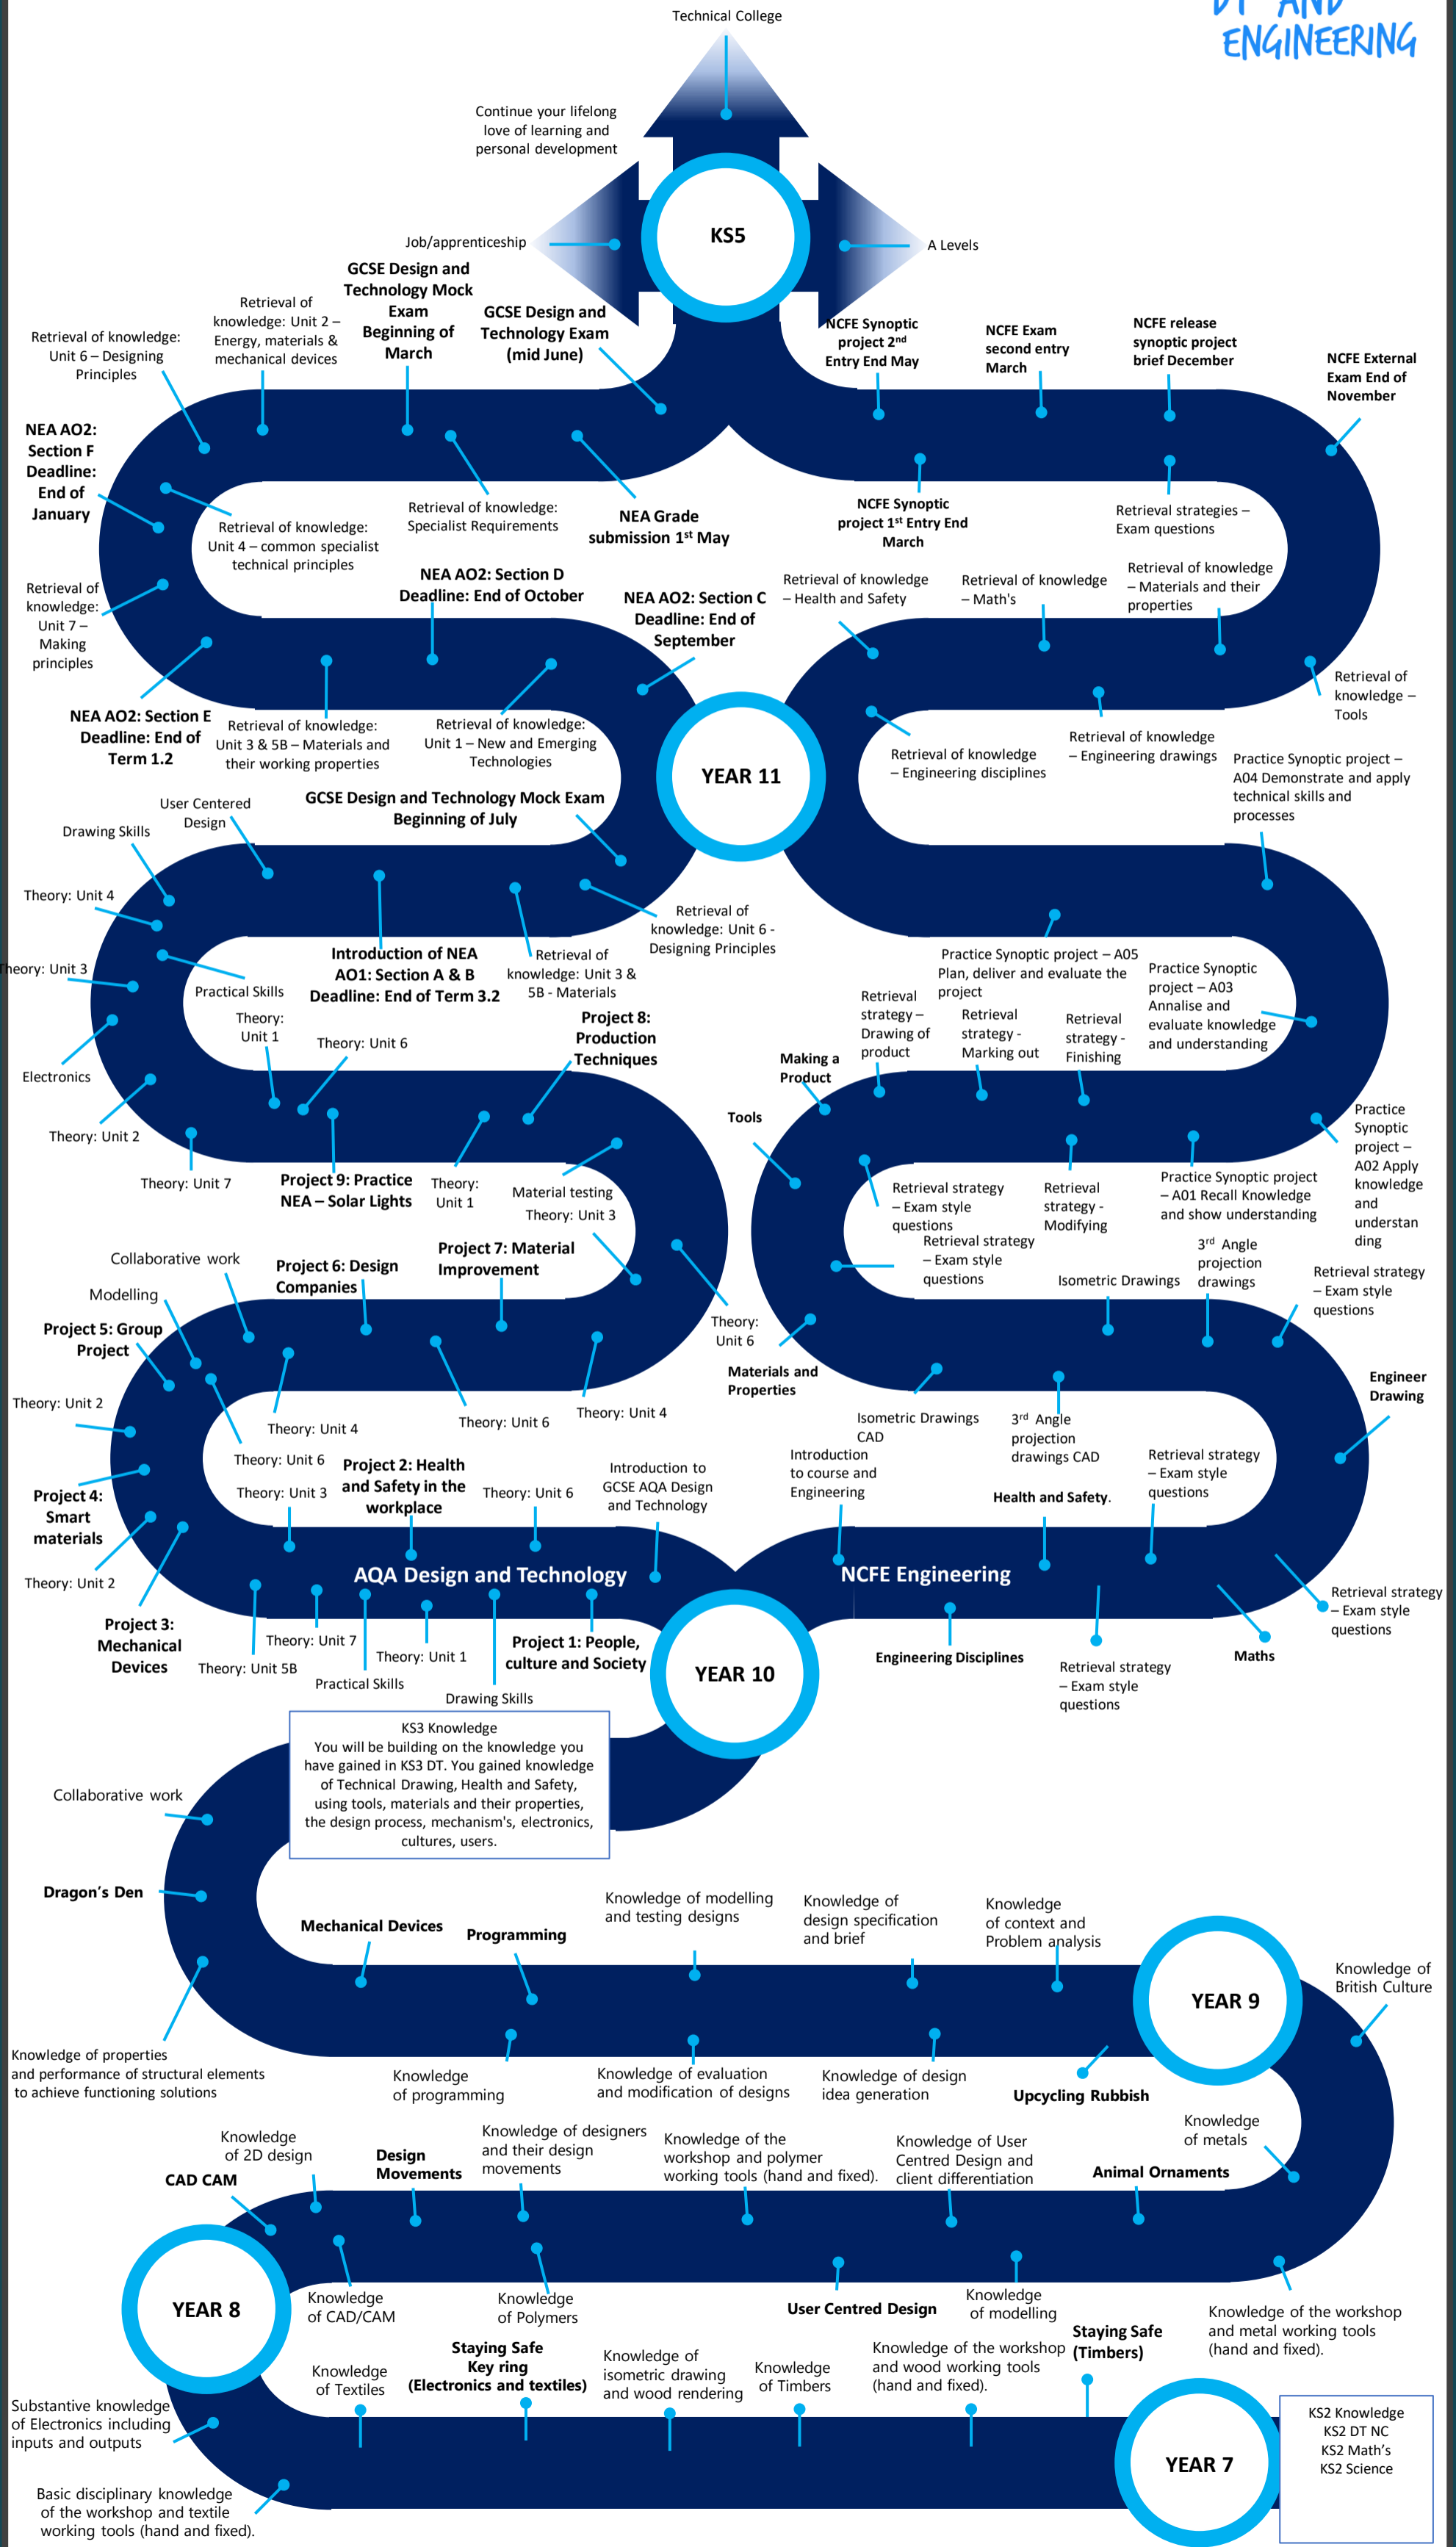 DT AND
ENGINEERING
Technical College
Continue your lifelong
love of learning and
personal development
KS5
Job/apprenticeship
A Levels
GCSE Design and
Technology Mock
Exam
Beginning of
March
GCSE Design and
Technology Exam
(mid June)
Retrieval of
knowledge: Unit 2 –
Energy, materials &
mechanical devices
Retrieval of knowledge:
Unit 6 – Designing
Principles
NCFE Synoptic
project 2nd
Entry End May
NCFE Exam
second entry
March
NCFE release
synoptic project
brief December
NCFE External
Exam End of
November
NEA AO2:
Section F
Deadline:
End of
January
Retrieval of knowledge:
Unit 4 – common specialist
technical principles
Retrieval of knowledge:
Specialist Requirements
NEA Grade
submission 1st May
NCFE Synoptic
project 1st Entry End
March
Retrieval strategies –
Exam questions
Retrieval of
knowledge:
Unit 7 –
Making
principles
NEA AO2: Section D
Deadline: End of October
NEA AO2: Section C
Deadline: End of
September
Retrieval of knowledge
– Health and Safety
Retrieval of knowledge
– Math's
Retrieval of knowledge
– Materials and their
properties
Retrieval of
knowledge –
Tools
NEA AO2: Section E
Deadline: End of
Term 1.2
Retrieval of knowledge:
Unit 3 & 5B – Materials and
their working properties
Retrieval of knowledge:
Unit 1 – New and Emerging
Technologies
YEAR 11
Retrieval of knowledge
– Engineering disciplines
Retrieval of knowledge
– Engineering drawings
Practice Synoptic project –
A04 Demonstrate and apply
technical skills and
processes
User Centered
Design
GCSE Design and Technology Mock Exam
Beginning of July
Drawing Skills
Theory: Unit 4
Theory: Unit 3
Practical Skills
Introduction of NEA
AO1: Section A & B
Deadline: End of Term 3.2
Retrieval of
knowledge: Unit 3 &
5B - Materials
Retrieval of
knowledge: Unit 6 -
Designing Principles
Practice Synoptic project – A05
Plan, deliver and evaluate the
project
Practice Synoptic
project – A03
Annalise and
evaluate knowledge
and understanding
Electronics
Theory:
Unit 1
Theory: Unit 6
Project 8:
Production
Techniques
Making a
Product
Retrieval
strategy –
Drawing of
product
Retrieval
strategy -
Marking out
Retrieval
strategy -
Finishing
Theory: Unit 2
Theory: Unit 7
Project 9: Practice
NEA – Solar Lights
Theory:
Unit 1
Material testing
Theory: Unit 3
Tools
Retrieval strategy
– Exam style
questions
Retrieval
strategy -
Modifying
Practice Synoptic project
– A01 Recall Knowledge
and show understanding
Practice
Synoptic
project –
A02 Apply
knowledge
and
understan
ding
Collaborative work
Modelling
Project 5: Group
Project
Project 6: Design
Companies
Project 7: Material
Improvement
Theory:
Unit 6
Materials and
Properties
Retrieval strategy
– Exam style
questions
Isometric Drawings
3rd Angle
projection
drawings
Retrieval strategy
– Exam style
questions
Engineer
Drawing
Theory: Unit 2
Theory: Unit 4
Theory: Unit 6
Theory: Unit 6
Theory: Unit 4
Isometric Drawings
CAD
3rd Angle
projection
drawings CAD
Project 4:
Smart
materials
Theory: Unit 3
Project 2: Health
and Safety in the
workplace
Theory: Unit 6
Introduction to
GCSE AQA Design
and Technology
Introduction
to course and
Engineering
Health and Safety.
Retrieval strategy
– Exam style
questions
Theory: Unit 2
AQA Design and Technology
NCFE Engineering
Project 3:
Mechanical
Devices
Theory: Unit 5B
Theory: Unit 7
Practical Skills
Theory: Unit 1
Drawing Skills
Project 1: People,
culture and Society
YEAR 10
Engineering Disciplines
Retrieval strategy
– Exam style
questions
Maths
Retrieval strategy
– Exam style
questions
KS3 Knowledge
You will be building on the knowledge you
have gained in KS3 DT. You gained knowledge
of Technical Drawing, Health and Safety,
using tools, materials and their properties,
the design process, mechanism's, electronics,
cultures, users.
Collaborative work
Dragon's Den
Mechanical Devices
Programming
Knowledge of modelling
and testing designs
Knowledge of
design specification
and brief
Knowledge
of context and
Problem analysis
YEAR 9
Knowledge of
British Culture
Knowledge of properties
and performance of structural elements
to achieve functioning solutions
Knowledge
of programming
Knowledge of evaluation
and modification of designs
Knowledge of design
idea generation
Upcycling Rubbish
Knowledge
of metals
CAD CAM
Knowledge
of 2D design
Design
Movements
Knowledge of designers
and their design
movements
Knowledge of the
workshop and polymer
working tools (hand and fixed).
Knowledge of User
Centred Design and
client differentiation
Animal Ornaments
YEAR 8
Knowledge
of CAD/CAM
Knowledge
of Polymers
User Centred Design
Knowledge
of modelling
Knowledge of the workshop
and metal working tools
(hand and fixed).
Substantive knowledge
of Electronics including
inputs and outputs
Knowledge
of Textiles
Staying Safe
Key ring
(Electronics and textiles)
Knowledge of
isometric drawing
and wood rendering
Knowledge
of Timbers
Knowledge of the workshop
and wood working tools
(hand and fixed).
Staying Safe
(Timbers)
YEAR 7
KS2 Knowledge
KS2 DT NC
KS2 Math's
KS2 Science
Basic disciplinary knowledge
of the workshop and textile
working tools (hand and fixed).